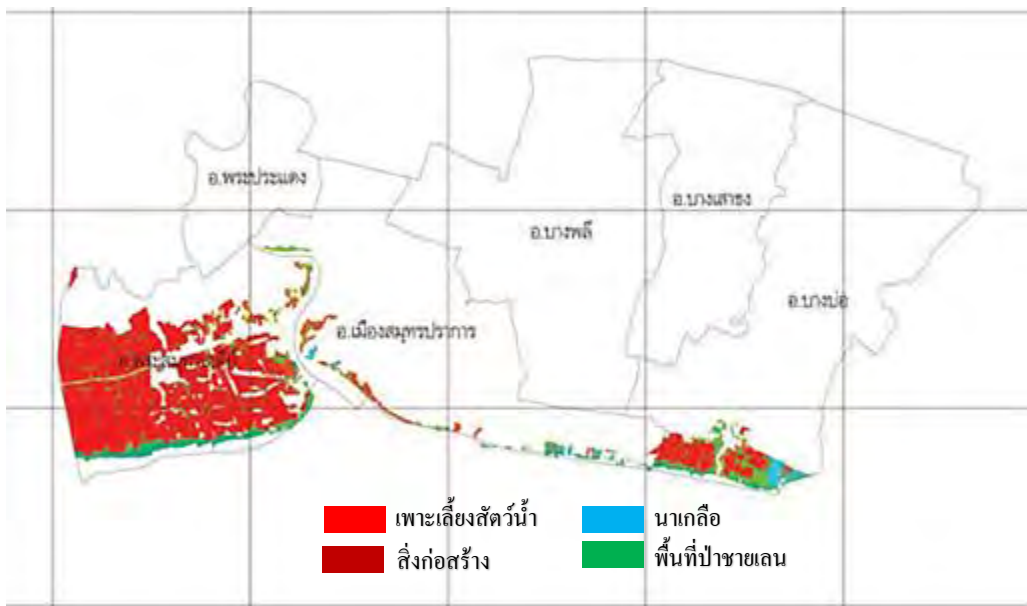 อ.พระประแดง
อ.บางเสาธง
อ.บางพลี
อ.บางบ่อ
อ.เมืองสมุทรปราการ
เพาะเลี้ยงสัตว์น้ำ
นาเกลือ
สิ่งก่อสร้าง
พื้นที่ป่าชายเลน